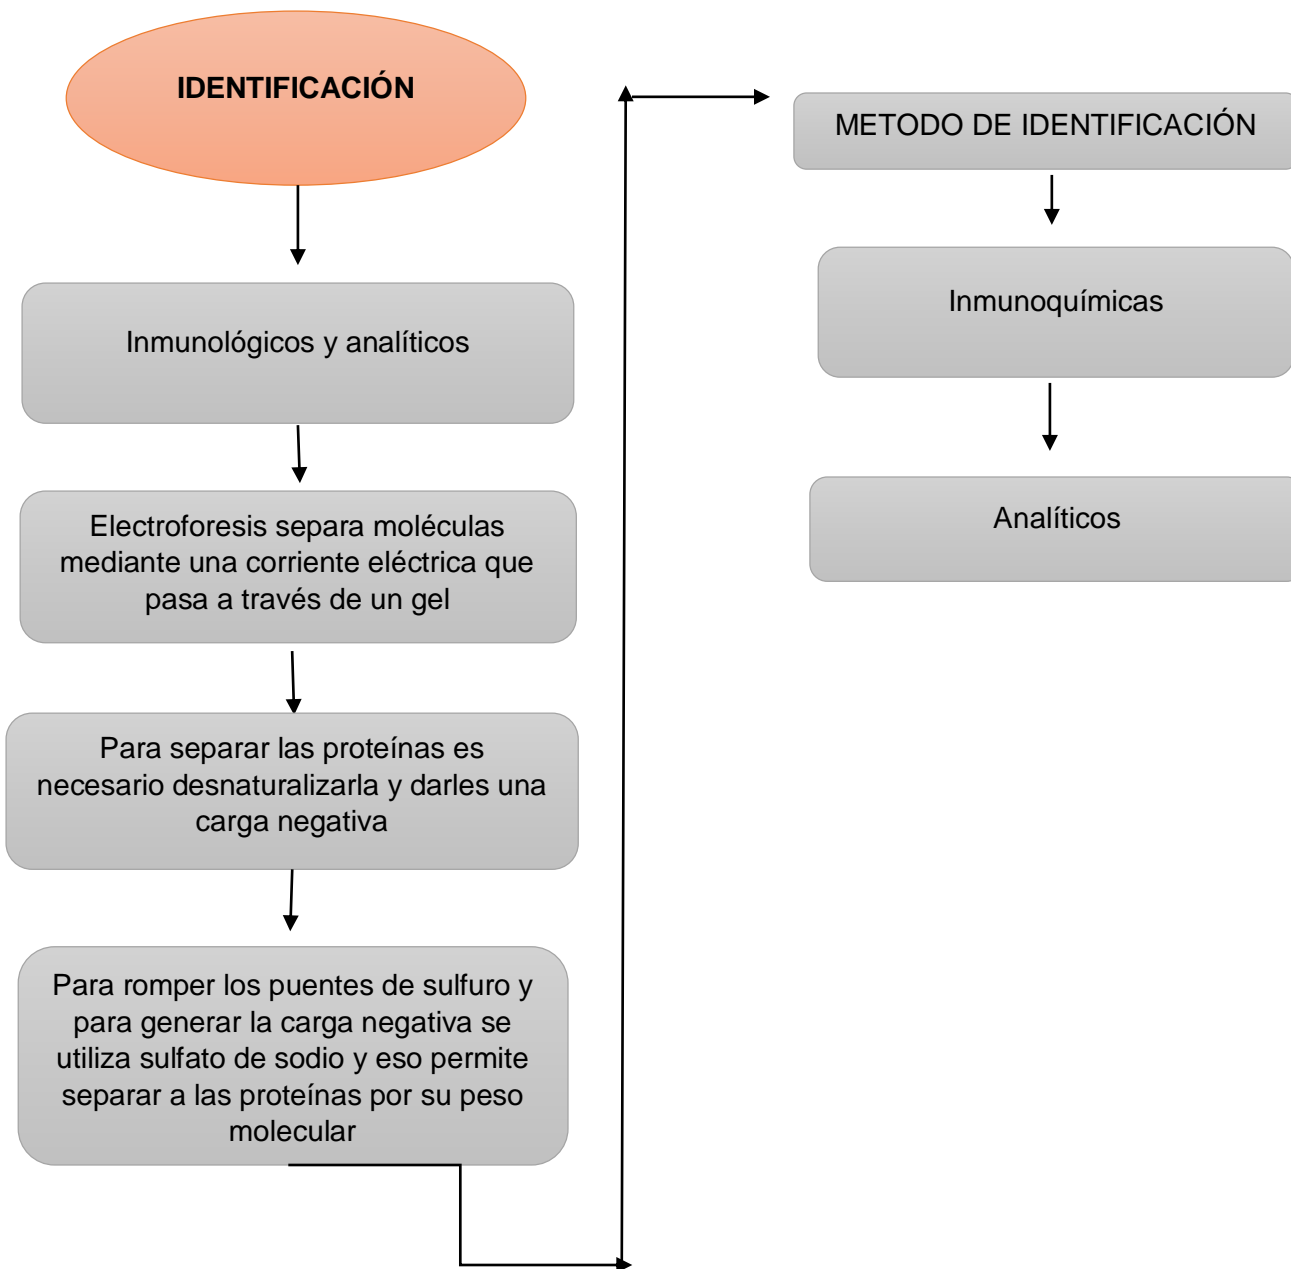 IDENTIFICACIÓN
Inmunológicos y analíticos
Electroforesis separa moléculas
mediante una corriente eléctrica que
pasa a través de un gel
Para separar las proteínas es
necesario desnaturalizarla y darles una
carga negativa
Para romper los puentes de sulfuro y
para generar la carga negativa se
utiliza sulfato de sodio y eso permite
separar a las proteínas por su peso
molecular
METODO DE IDENTIFICACIÓN
Inmunoquímicas
Analíticos